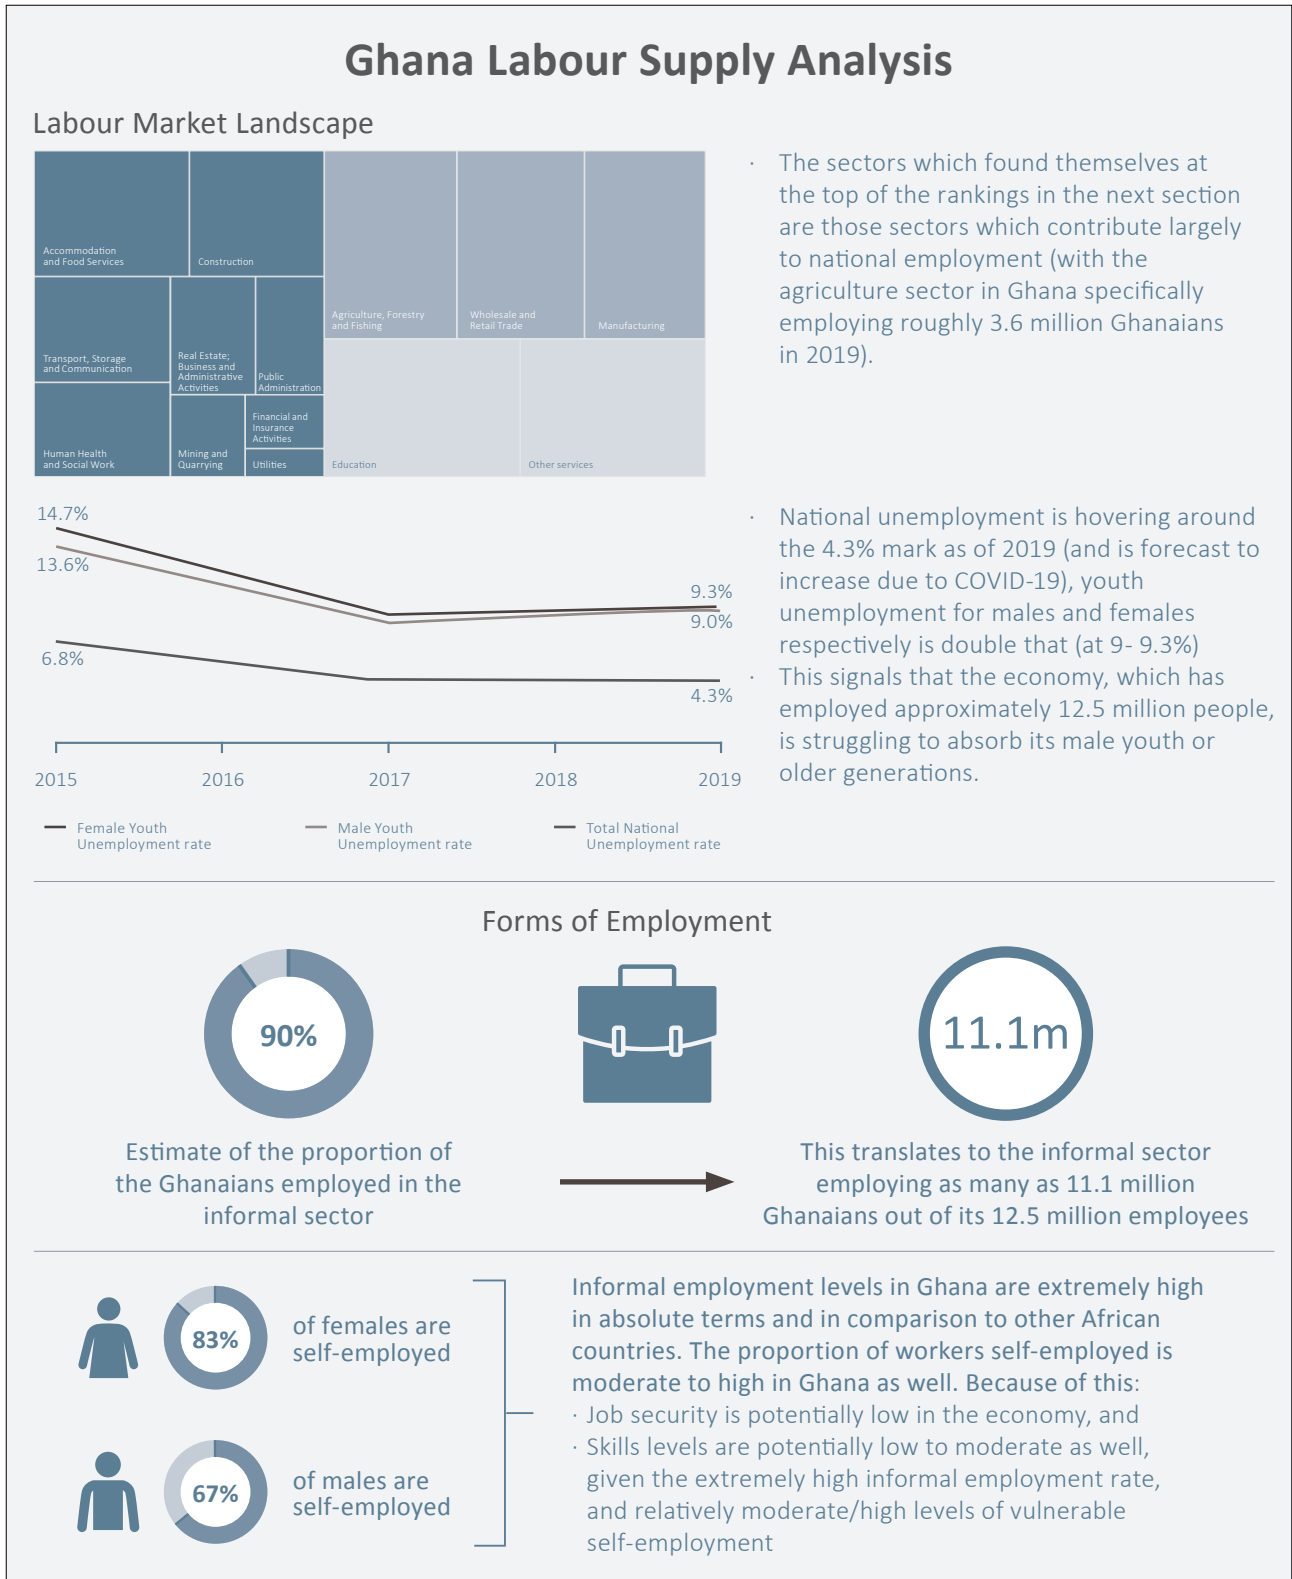 Ghana Labour Supply Analysis
Labour Market Landscape
Accommodation
and Food Services
Construction
Transport, Storage
and Communication
Real Estate;
Business and
Administrative
Activities
Public
Administration
Human Health
and Social Work
Mining and
Quarrying
Financial and
Insurance
Activities
Utilities
Agriculture, Forestry
and Fishing
Wholesale and
Retail Trade
Manufacturing
Education
Other services
· The sectors which found themselves at
the top of the rankings in the next section
are those sectors which contribute largely
to national employment (with the
agriculture sector in Ghana specifically
employing roughly 3.6 million Ghanaians
in 2019).
14.7%
13.6%
6.8%
9.3%
9.0%
4.3%
2015
2016
2017
2018
2019
Female Youth
Unemployment rate
Male Youth
Unemployment rate
Total National
Unemployment rate
· National unemployment is hovering around
the 4.3% mark as of 2019 (and is forecast to
increase due to COVID-19), youth
unemployment for males and females
respectively is double that (at 9- 9.3%)
· This signals that the economy, which has
employed approximately 12.5 million people,
is struggling to absorb its male youth or
older generations.
Forms of Employment
90%
11.1m
Estimate of the proportion of
the Ghanaians employed in the
informal sector
This translates to the informal sector
employing as many as 11.1 million
Ghanaians out of its 12.5 million employees
83%
of females are
self-employed
67%
of males are
self-employed
Informal employment levels in Ghana are extremely high
in absolute terms and in comparison to other African
countries. The proportion of workers self-employed is
moderate to high in Ghana as well. Because of this:
· Job security is potentially low in the economy, and
· Skills levels are potentially low to moderate as well,
given the extremely high informal employment rate,
and relatively moderate/high levels of vulnerable
self-employment